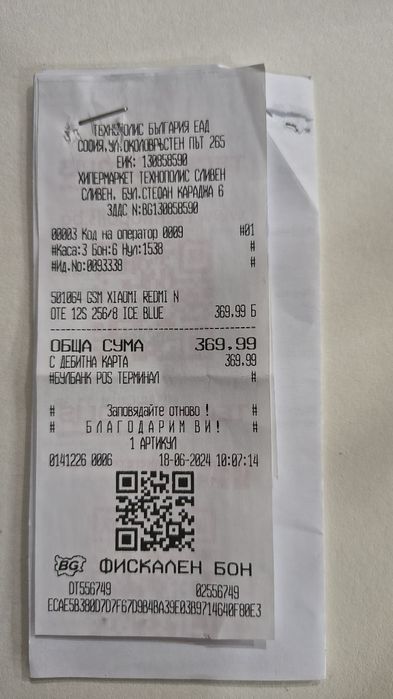 ТЕХНОПОЛИС БЪЛГАРИЯ ЕАД
СОФИЯ,УЛ.ОКОЛОВРЪСТЕН ПЪТ 265
ЕИК: 130858590
ХИПЕРМАРКЕТ ТЕХНОПОЛИС СЛИВЕН
СЛИВЕН, БУЛ.СТЕФАН КАРАДЖА 6
ЗДДС N:BG130858590
00003 Код на оператор 0009 #01
#Каса:3 Бон:6 Нул:1538 #
#Ид.No:0093338 #
501064 GSM XIAOMI REDMI N
OTE 12S 256/8 ICE BLUE 369.99 Б
ОБЩА СУМА 369.99
С ДЕБИТНА КАРТА 369.99
#БУЛБАНК POS ТЕРМИНАЛ #
# Заповядайте отново ! #
# БЛАГОДАРИМ ВИ! #
1 АРТИКУЛ
0141226 0006 18-06-2024 10:07:14
BG ФИСКАЛЕН БОН
DT556749 02556749
ECAE5B380D7D7F67D9B4BA39E03B9714640F80E3